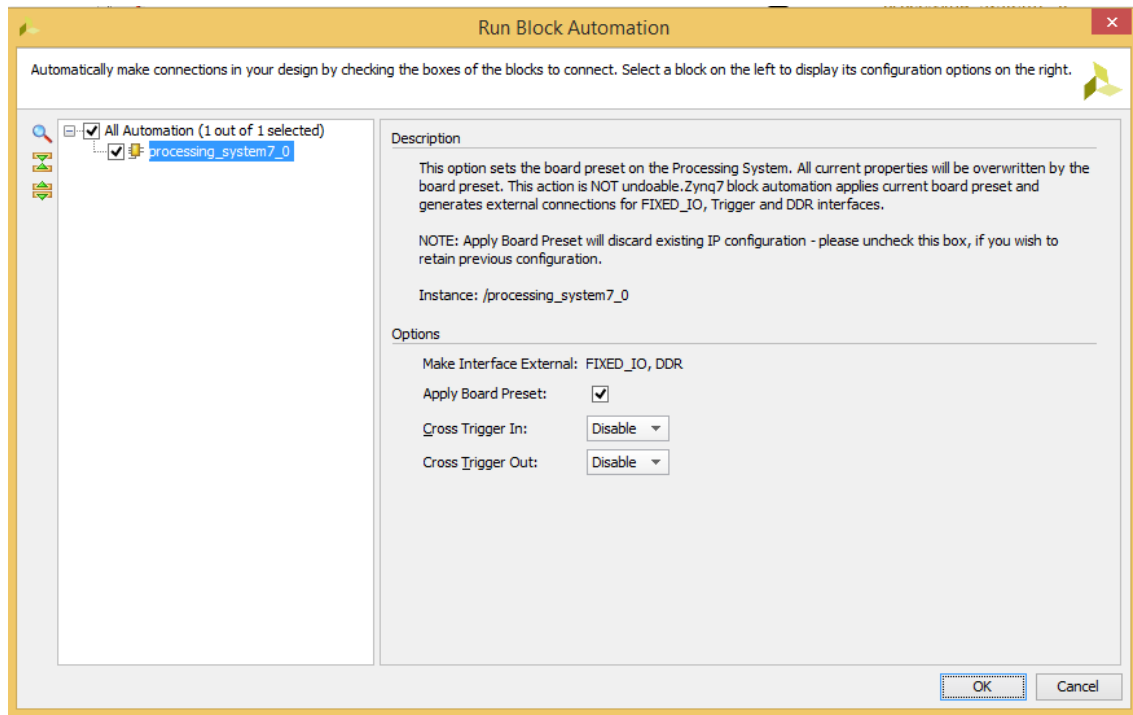 Run Block Automation
Automatically make connections in your design by checking the boxes of the blocks to connect. Select a block on the left to display its configuration options on the right.
All Automation (1 out of 1 selected)
processing_system7_0
Description
This option sets the board preset on the Processing System. All current properties will be overwritten by the
board preset. This action is NOT undoable.Zynq7 block automation applies current board preset and
generates external connections for FIXED_IO, Trigger and DDR interfaces.
NOTE: Apply Board Preset will discard existing IP configuration - please uncheck this box, if you wish to
retain previous configuration.
Instance: /processing_system7_0
Options
Make Interface External: FIXED_IO, DDR
Apply Board Preset:
Cross Trigger In: Disable
Cross Trigger Out: Disable
OK Cancel